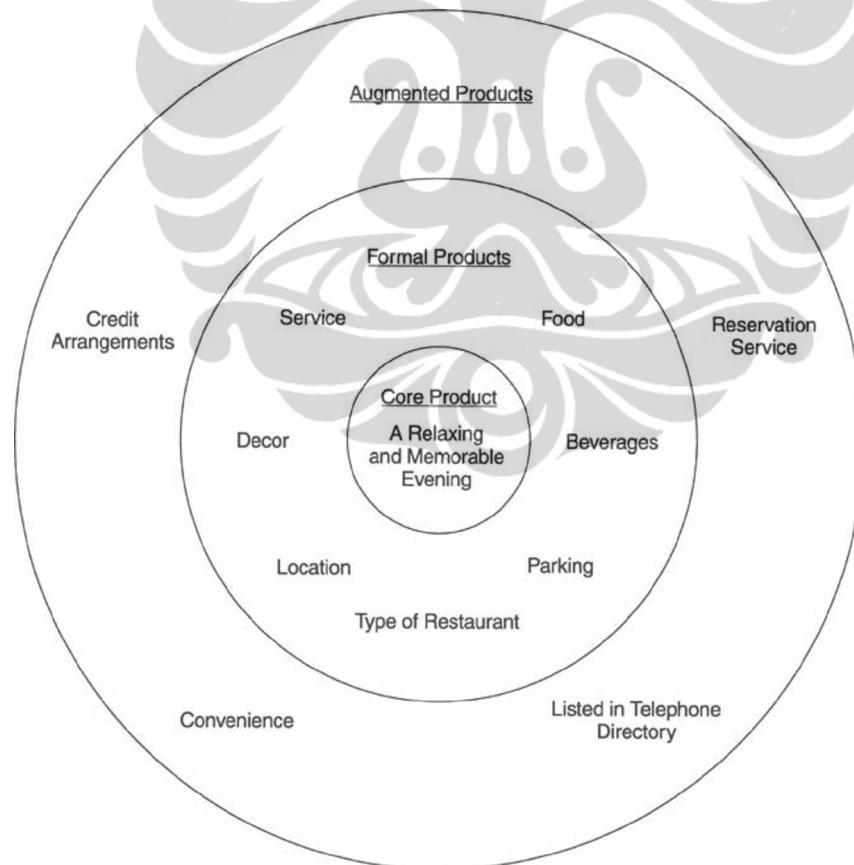 Augmented Products
Formal Products
Credit
Arrangements
Service
Food
Reservation
Service
Core Product
A Relaxing
and Memorable
Evening
Decor
Beverages
Location
Parking
Type of Restaurant
Convenience
Listed in Telephone
Directory